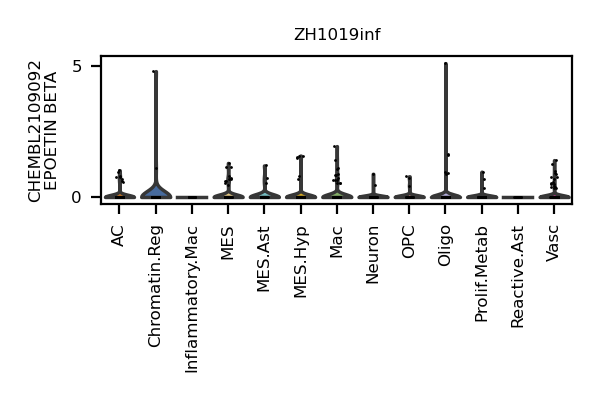 ZH1019inf
CHEMBL2109092
EPOETIN BETA
5
0
AC
Chromatin.Reg
Inflammatory.Mac
MES
MES.Ast
MES.Hyp
Mac
Neuron
OPC
Oligo
Prolif.Metab
Reactive.Ast
Vasc